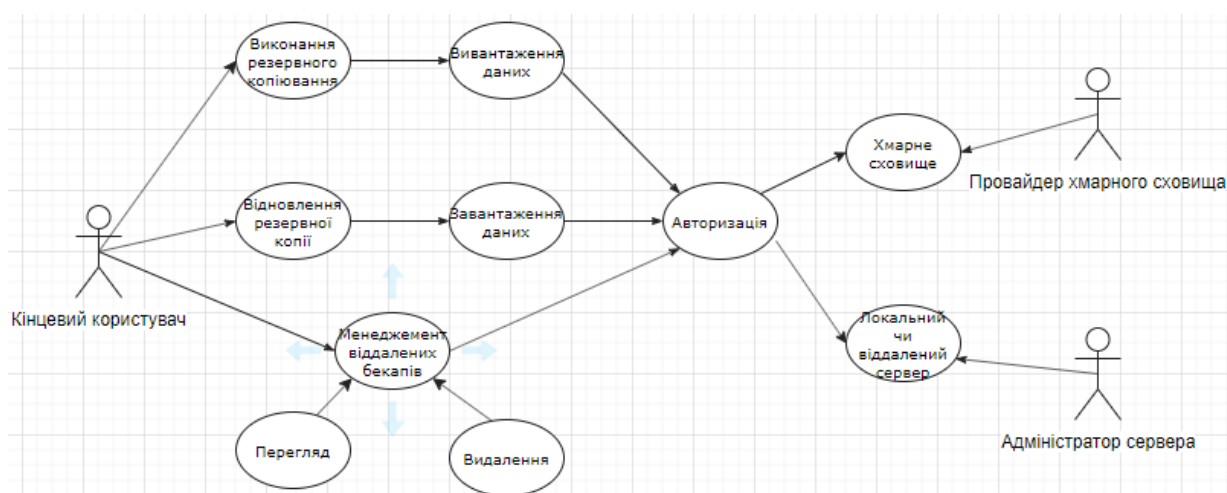 Виконання
резервного
копіювання
Вивантаження
даних
Хмарне
сховище
Провайдер хмарного сховища
Відновлення
резервної
копії
Завантаження
даних
Авторизація
Кінцевий користувач
Менеджмент
віддалених
бекапів
Локальний
чи
віддалений
сервер
Адміністратор сервера
Перегляд
Видалення